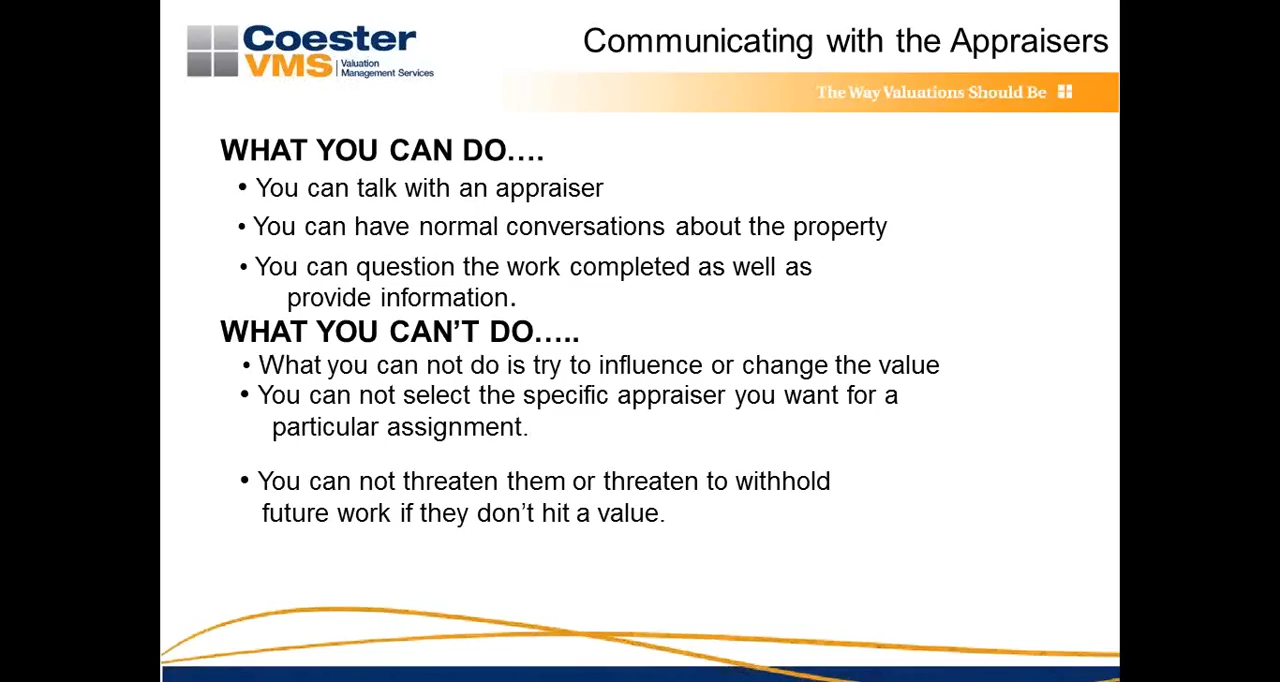 Coester
VMS
Valuation
Management Services
Communicating with the Appraisers
The Way Valuations Should Be
WHAT YOU CAN DO….
• You can talk with an appraiser
• You can have normal conversations about the property
• You can question the work completed as well as
provide information.
WHAT YOU CAN’T DO…..
• What you can not do is try to influence or change the value
• You can not select the specific appraiser you want for a
particular assignment.
• You can not threaten them or threaten to withhold
future work if they don’t hit a value.